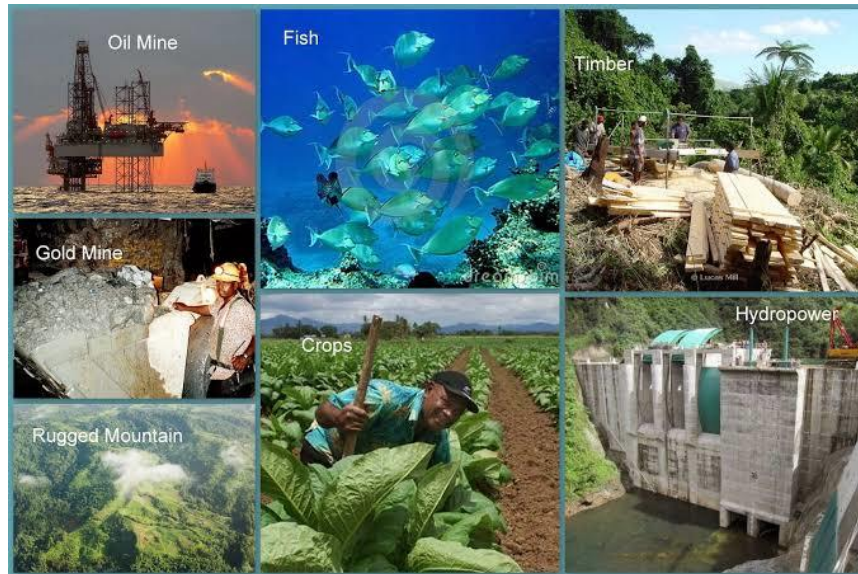 Oil Mine
Fish
Timber
Gold Mine
© Lucas Mill
Crops
Hydropower
Rugged Mountain